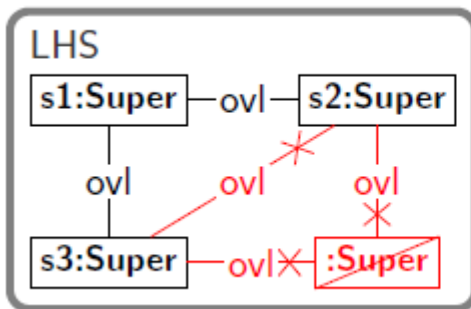 LHS
s1:Super ovl s2:Super
ovl ovl ovl
s3:Super ovl :Super